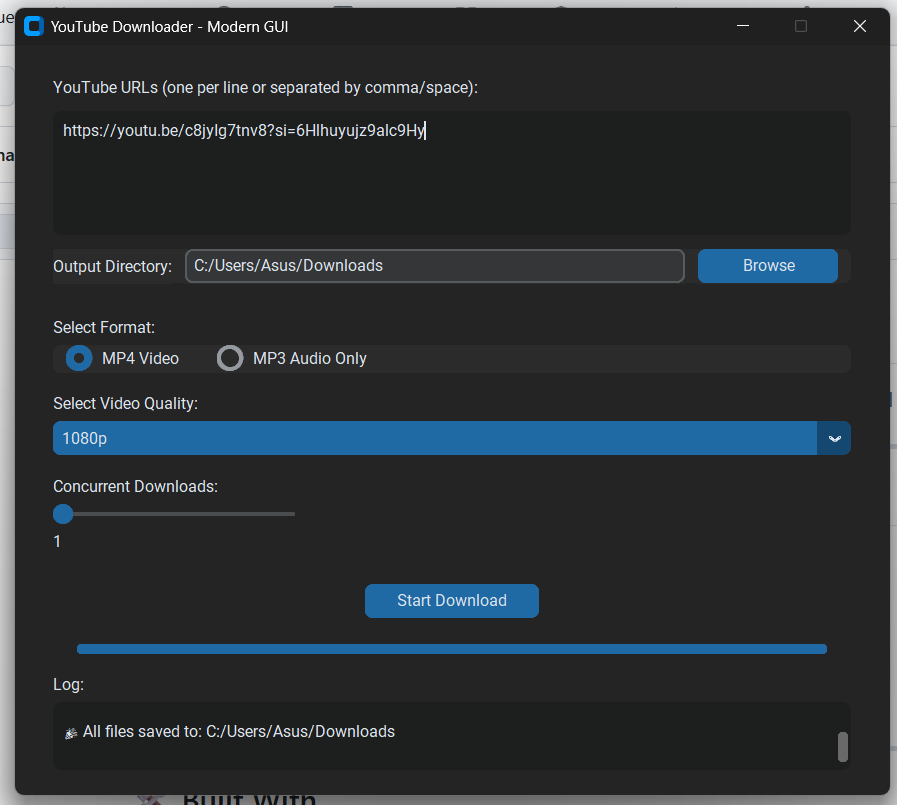 YouTube Downloader - Modern GUI
YouTube URLs (one per line or separated by comma/space):
https://youtu.be/c8jyIg7tnv8?si=6HIhuyujz9alc9Hy
Output Directory: C:/Users/Asus/Downloads Browse
Select Format:
MP4 Video MP3 Audio Only
Select Video Quality:
1080p
Concurrent Downloads:
1
Start Download
Log:
🎉 All files saved to: C:/Users/Asus/Downloads
Built With